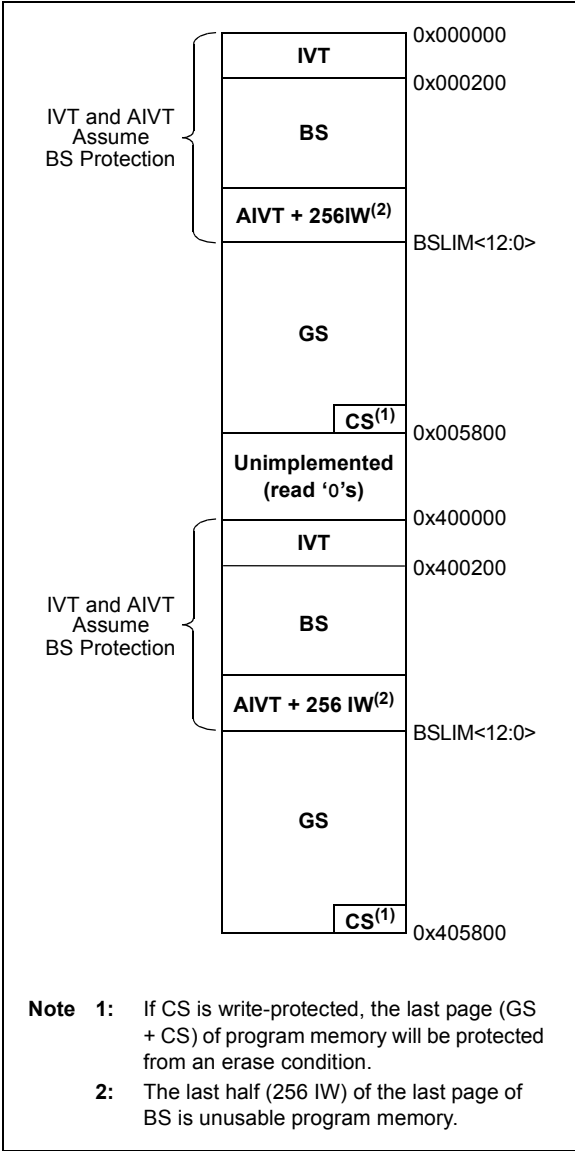 0x000000
IVT
0x000200
IVT and AIVT
Assume
BS Protection
BS
AIVT + 256IW(2)
BSLIM<12:0>
GS
CS(1)
0x005800
Unimplemented
(read ‘0’s)
0x400000
IVT
0x400200
IVT and AIVT
Assume
BS Protection
BS
AIVT + 256 IW(2)
BSLIM<12:0>
GS
CS(1)
0x405800
Note 1: If CS is write-protected, the last page (GS
+ CS) of program memory will be protected
from an erase condition.
2: The last half (256 IW) of the last page of
BS is unusable program memory.